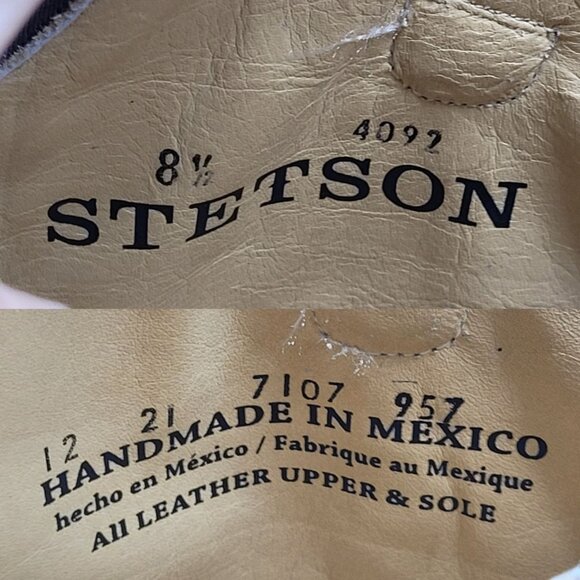 8½ 4092
STETSON
12 21 7107 957
HANDMADE IN MEXICO
hecho en México / Fabrique au Mexique
All LEATHER UPPER & SOLE